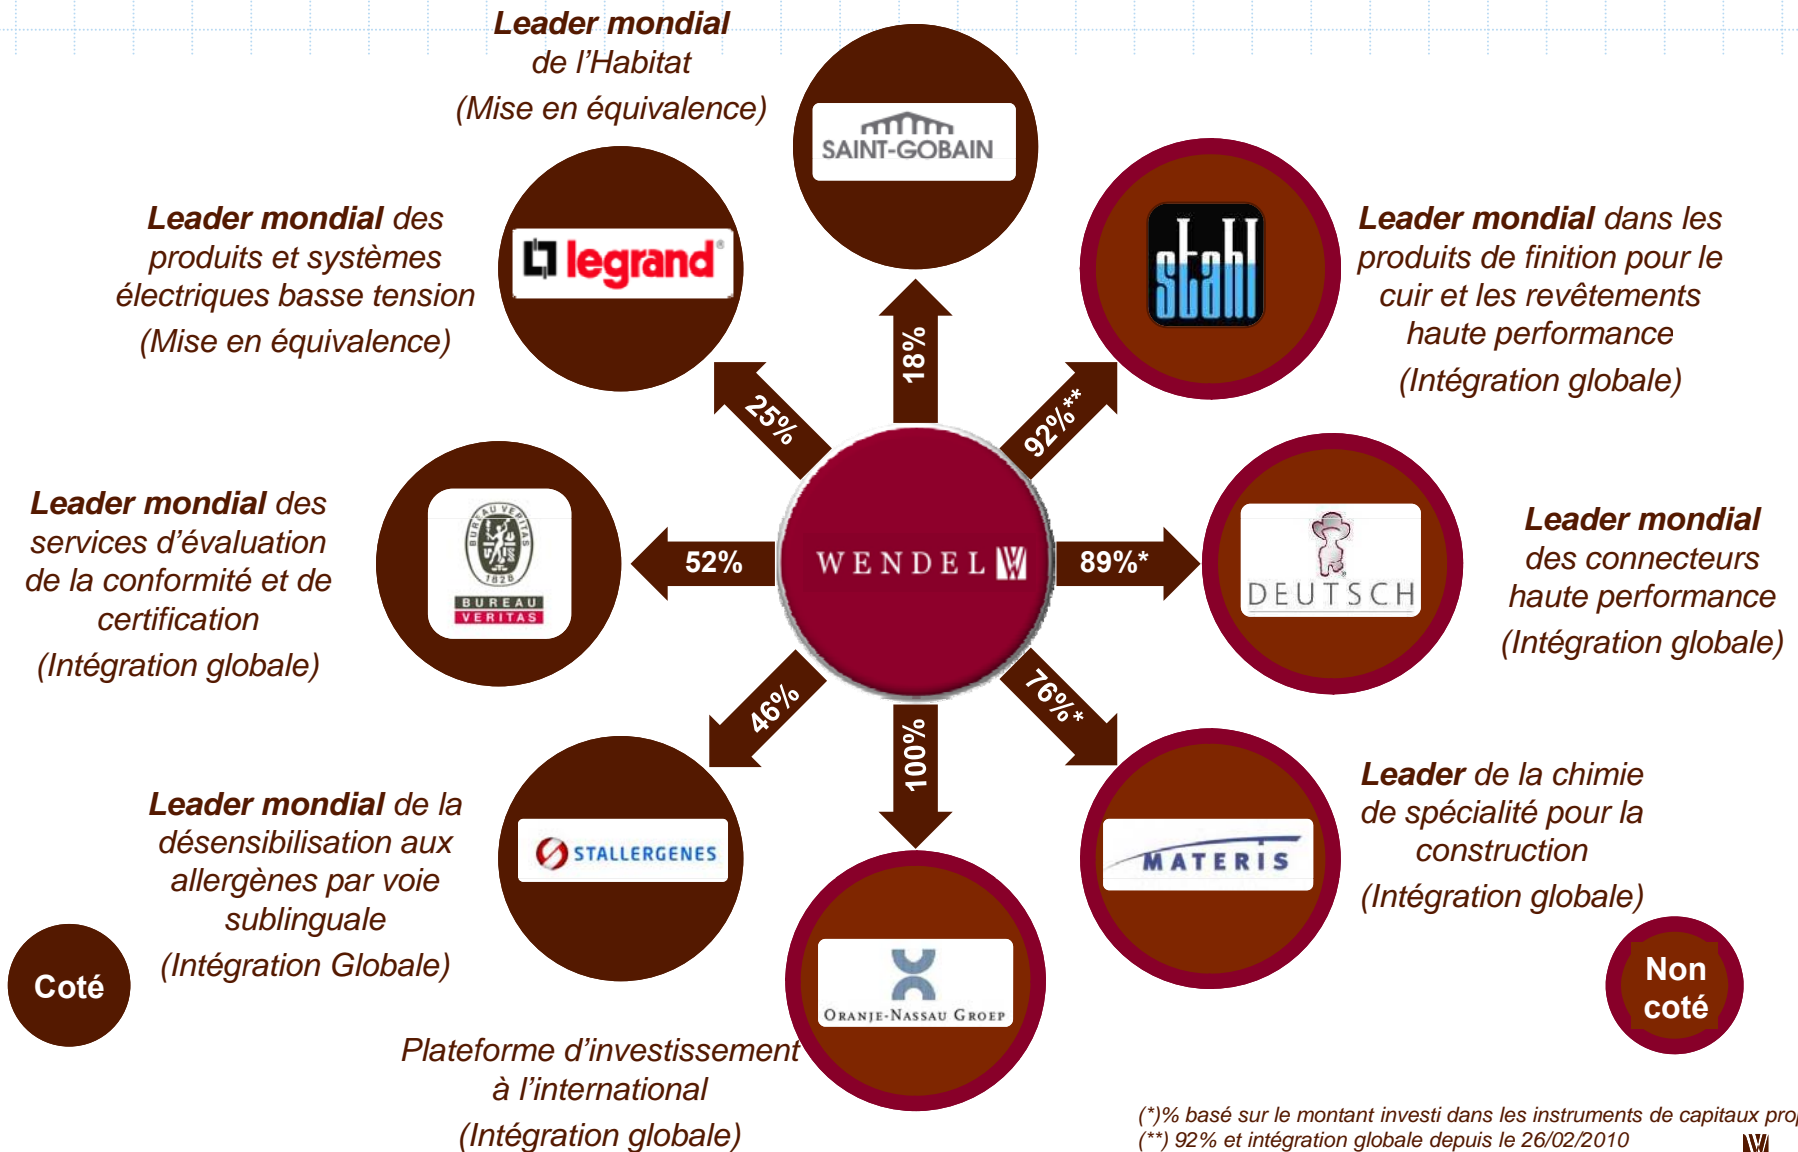 Leader mondial
de l'Habitat
(Mise en équivalence)
SAINT-GOBAIN
18%
Leader mondial des
produits et systèmes
électriques basse tension
(Mise en équivalence)
legrand®
25%
stahl
92%**
Leader mondial dans les
produits de finition pour le
cuir et les revêtements
haute performance
(Intégration globale)
Leader mondial des
services d'évaluation
de la conformité et de
certification
(Intégration globale)
BUREAU VERITAS
1828
BUREAU
VERITAS
52%
WENDEL
89%*
DEUTSCH
Leader mondial
des connecteurs
haute performance
(Intégration globale)
46%
100%
76%*
Leader mondial de la
désensibilisation aux
allergènes par voie
sublinguale
(Intégration Globale)
STALLERGENES
MATERIS
Leader de la chimie
de spécialité pour la
construction
(Intégration globale)
ORANJE-NASSAU GROEP
Plateforme d'investissement
à l'international
(Intégration globale)
Coté
Non
coté
(*)% basé sur le montant investi dans les instruments de capitaux
(**) 92% et intégration globale depuis le 26/02/2010